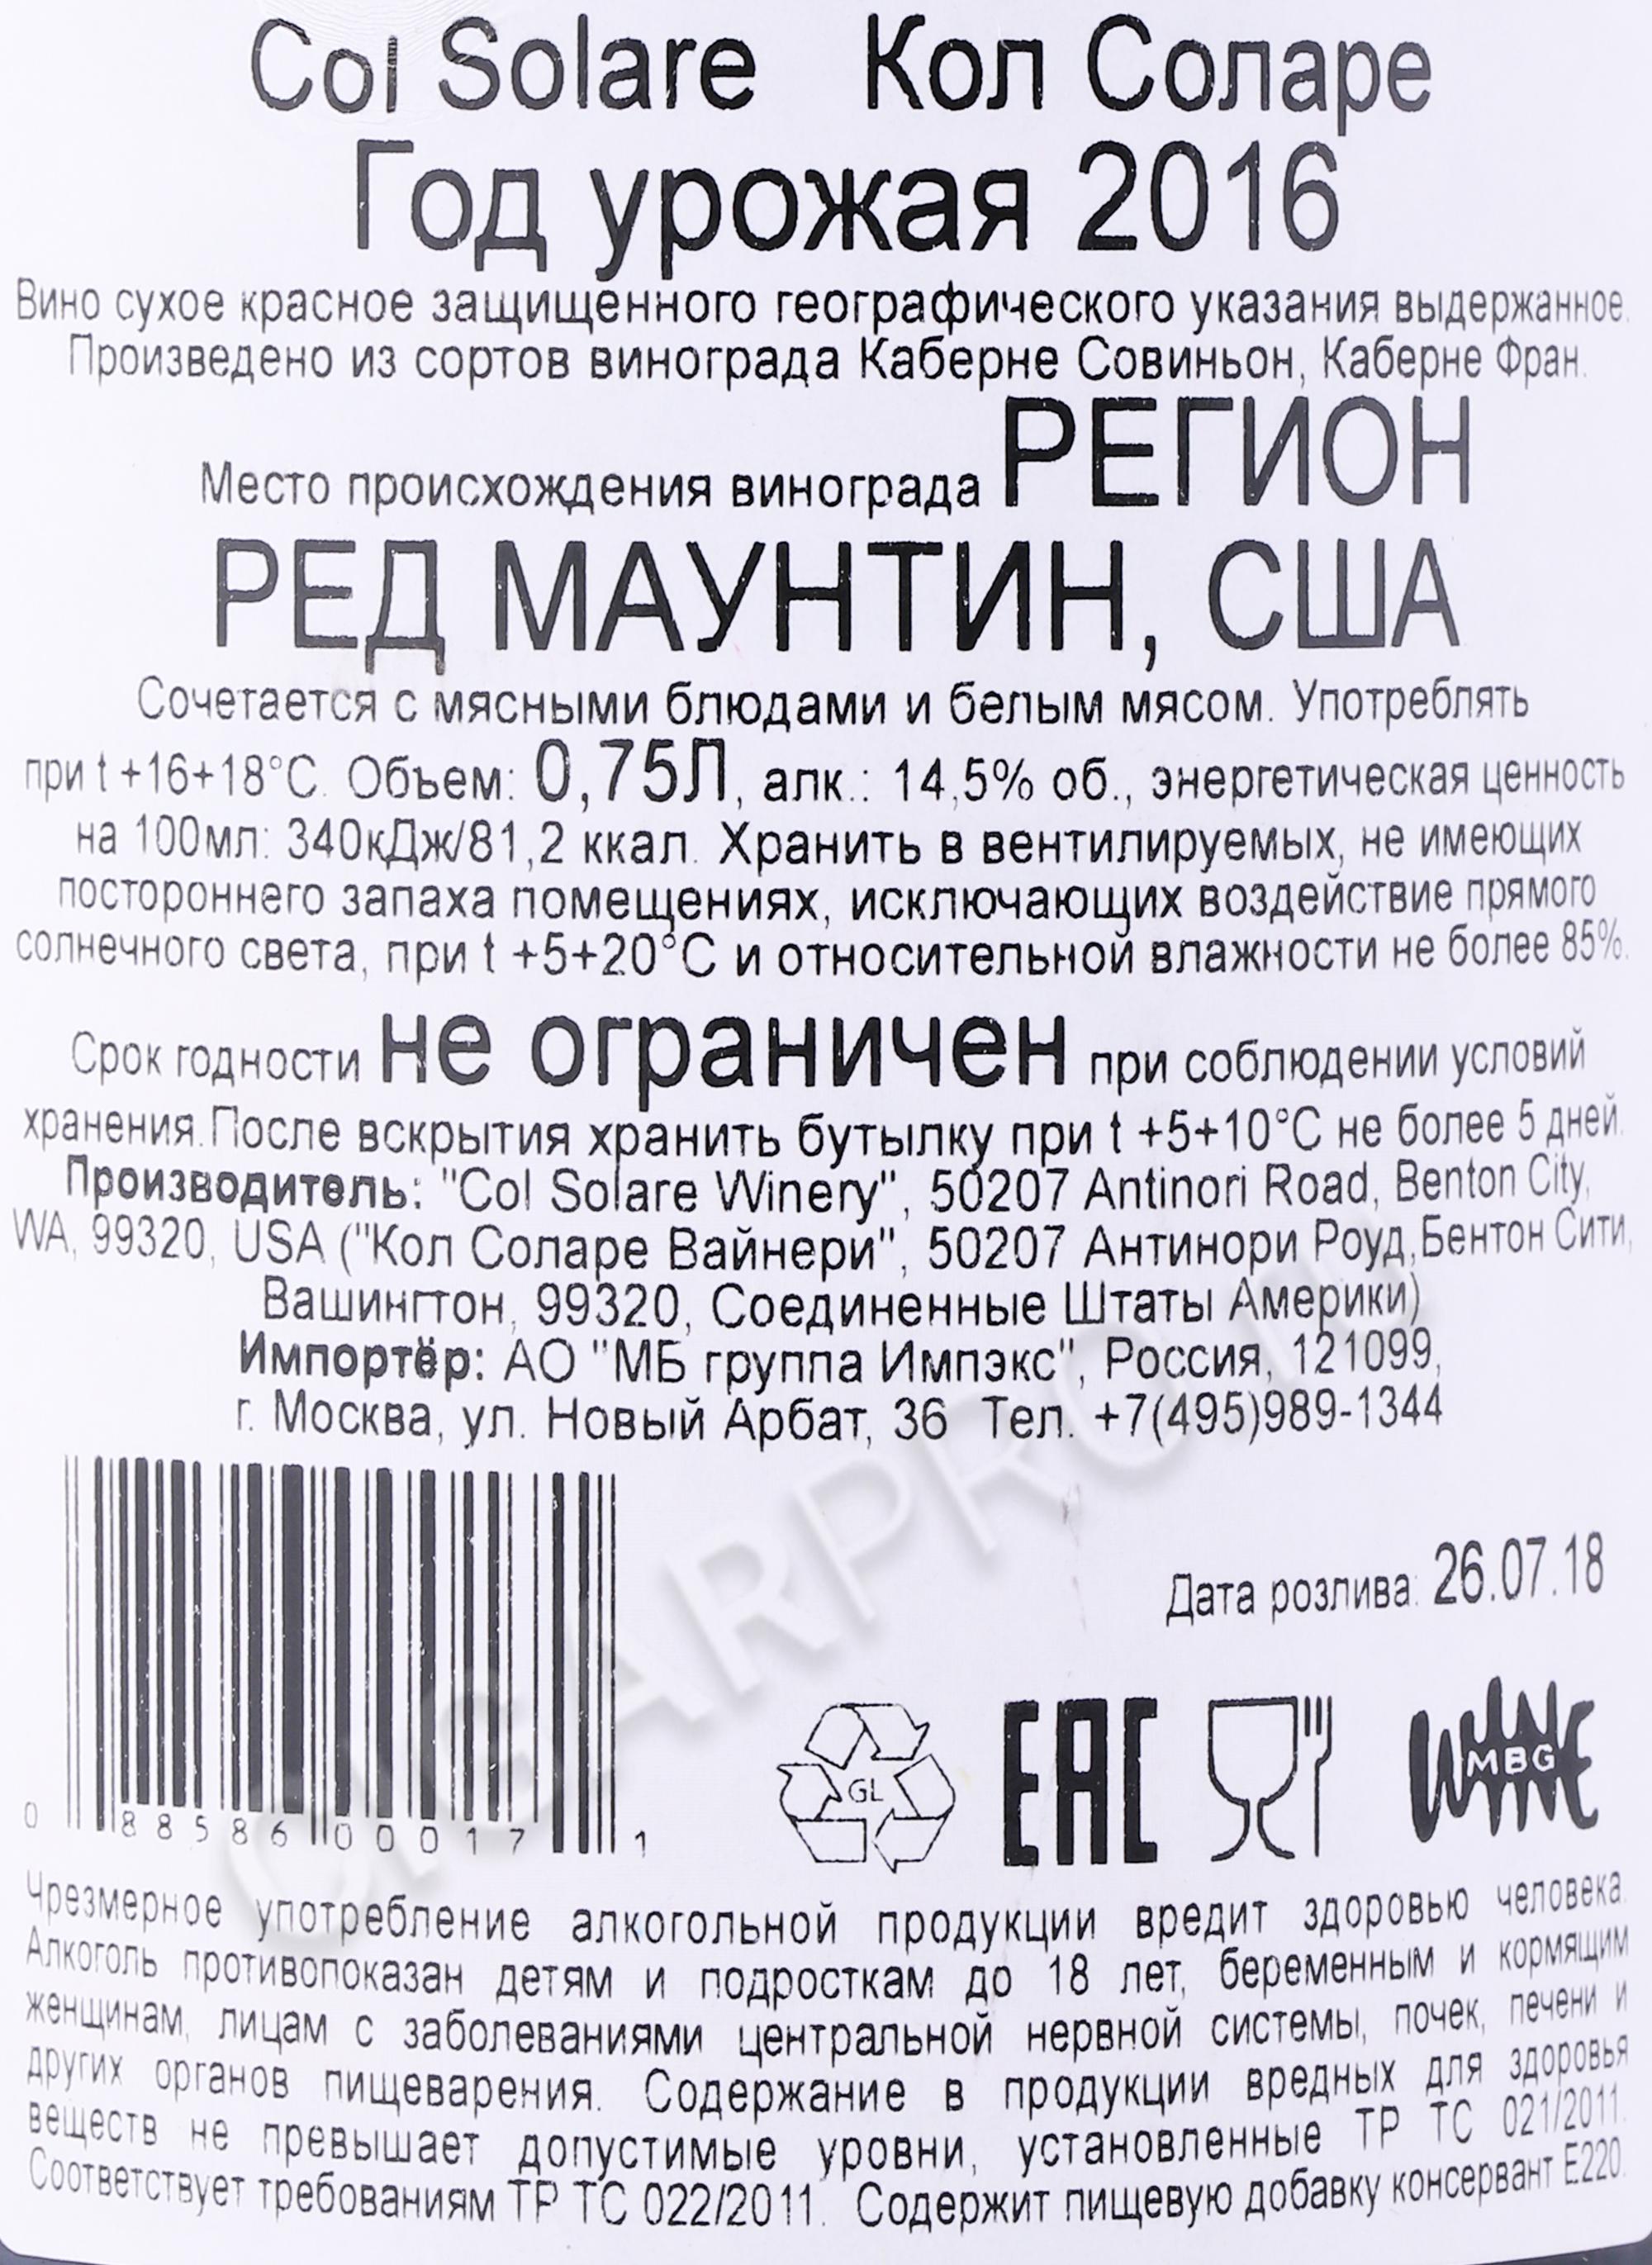 Col Solare Кол Соларе
Год урожая 2016
Вино сухое красное защищенного географического указания выдержанное.
Произведено из сортов винограда Каберне Совиньон, Каберне Фран.
Место происхождения винограда РЕГИОН
РЕД МАУНТИН, США
Сочетается с мясными блюдами и белым мясом. Употреблять
при t +16+18°C. Объем: 0,75Л, алк.: 14,5% об., энергетическая ценность
на 100мл: 340кДж/81,2 ккал. Хранить в вентилируемых, не имеющих
постороннего запаха помещениях, исключающих воздействие прямого
солнечного света, при t +5+20°C и относительной влажности не более 85%.
Срок годности не ограничен при соблюдении условий
хранения.После вскрытия хранить бутылку при t +5+10°C не более 5 дней.
Производитель: "Col Solare Winery", 50207 Antinori Road, Benton City,
WA, 99320, USA ("Кол Соларе Вайнери", 50207 Антинори Роуд,Бентон Сити,
Вашингтон, 99320, Соединенные Штаты Америки)
Импортёр: АО "МБ группа Импэкс", Россия, 121099,
г. Москва, ул. Новый Арбат, 36 Тел. +7(495)989-1344
Дата розлива: 26.07.18
0 88586 00017 1
GL
EAC
WINE
MBG
CIGARPRO.RU
Чрезмерное употребление алкогольной продукции вредит здоровью человека.
Алкоголь противопоказан детям и подросткам до 18 лет, беременным и кормящим
женщинам, лицам с заболеваниями центральной нервной системы, почек, печени и
других органов пищеварения. Содержание в продукции вредных для здоровья
веществ не превышает допустимые уровни, установленные ТР ТС 021/2011.
Соответствует требованиям ТР ТС 022/2011. Содержит пищевую добавку консервант Е220.